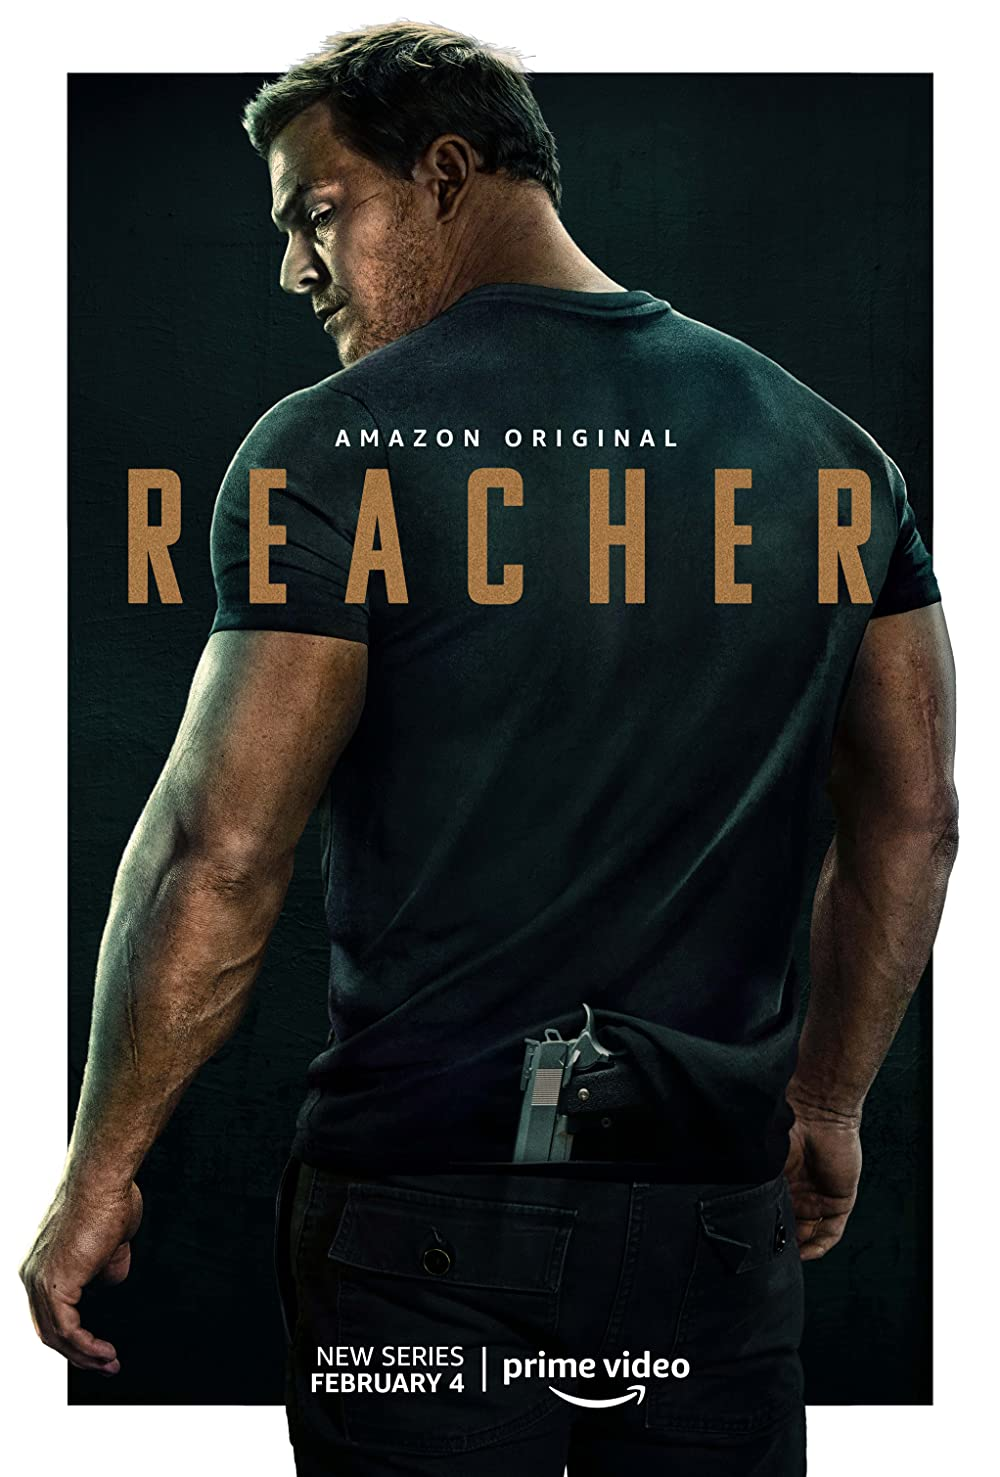 AMAZON ORIGINAL
REACHER
NEW SERIES
FEBRUARY 4
prime video